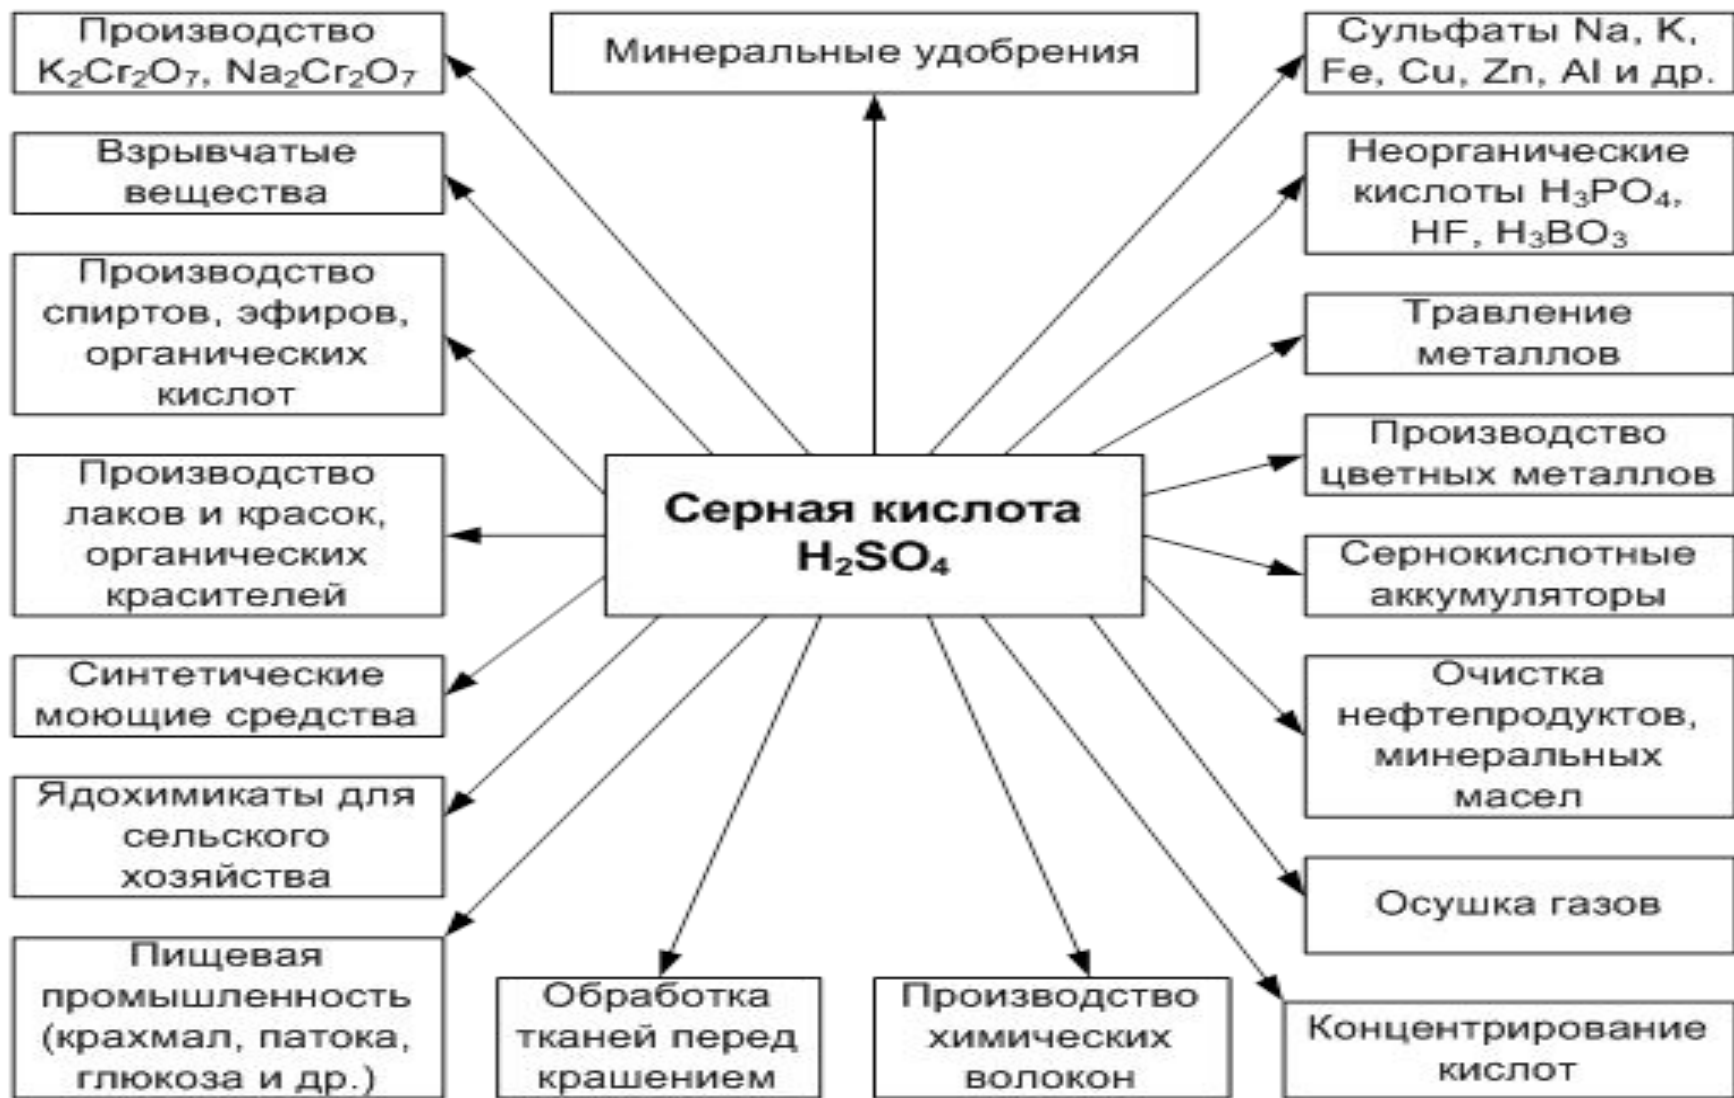 Производство
K₂Cr₂O₇, Na₂Cr₂O₇
Минеральные удобрения
Сульфаты Na, K,
Fe, Cu, Zn, Al и др.
Взрывчатые
вещества
Неорганические
кислоты H₃PO₄,
HF, H₃BO₃
Производство
спиртов, эфиров,
органических
кислот
Травление
металлов
Производство
цветных металлов
Производство
лаков и красок,
органических
красителей
Серная кислота
H₂SO₄
Сернокислотные
аккумуляторы
Синтетические
моющие средства
Очистка
нефтепродуктов,
минеральных
масел
Ядохимикаты для
сельского
хозяйства
Осушка газов
Пищевая
промышленность
(крахмал, патока,
глюкоза и др.)
Обработка
тканей перед
крашением
Производство
химических
волокон
Концентрирование
кислот